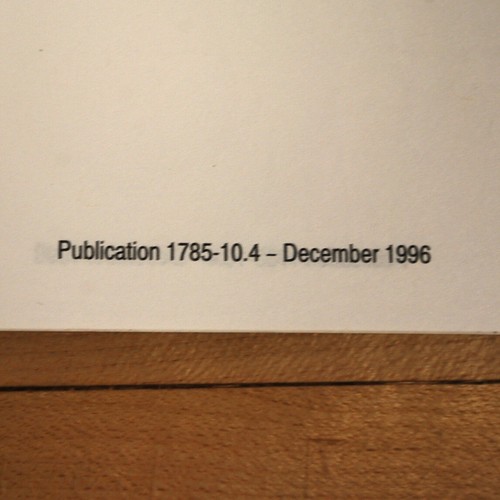 Publication 1785-10.4 – December 1996